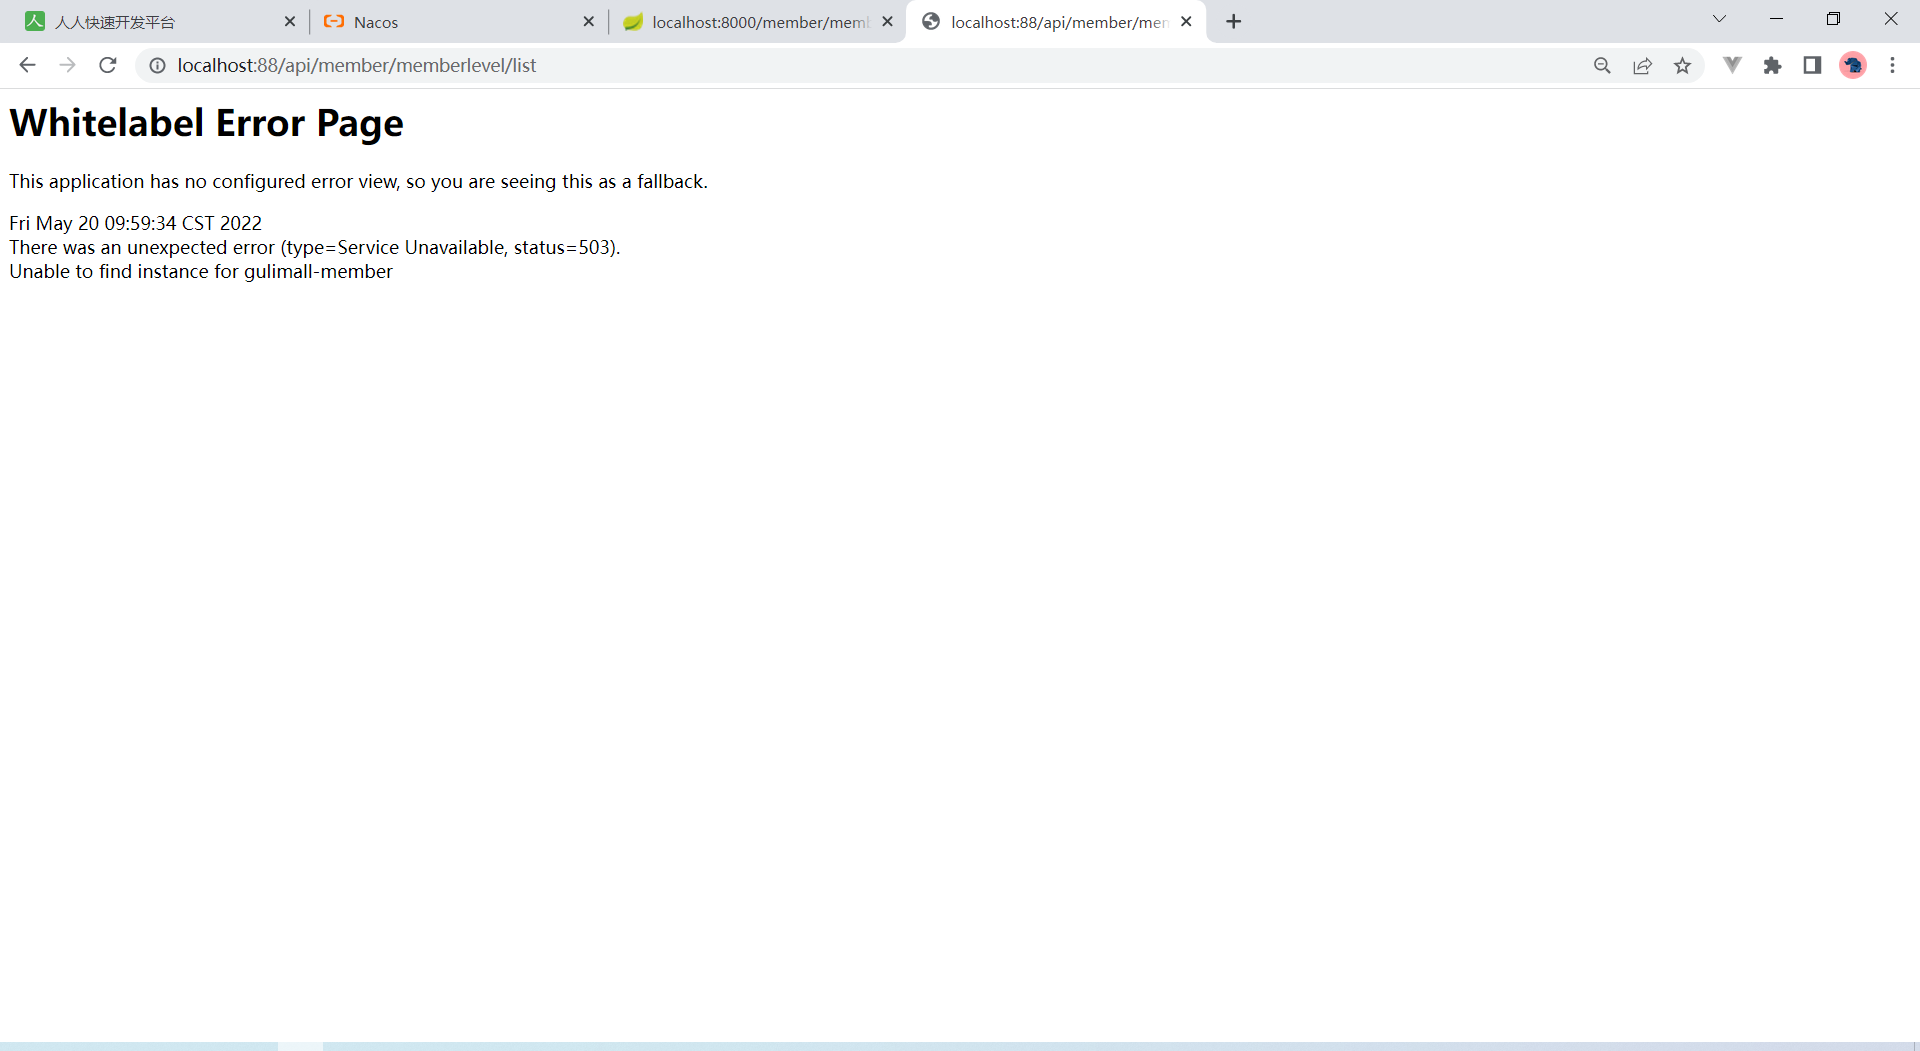 人人快速开发平台
Nacos
localhost:8000/member/memb
localhost:88/api/member/mem
localhost:88/api/member/memberlevel/list
Whitelabel Error Page
This application has no configured error view, so you are seeing this as a fallback.
Fri May 20 09:59:34 CST 2022
There was an unexpected error (type=Service Unavailable, status=503).
Unable to find instance for gulimall-member